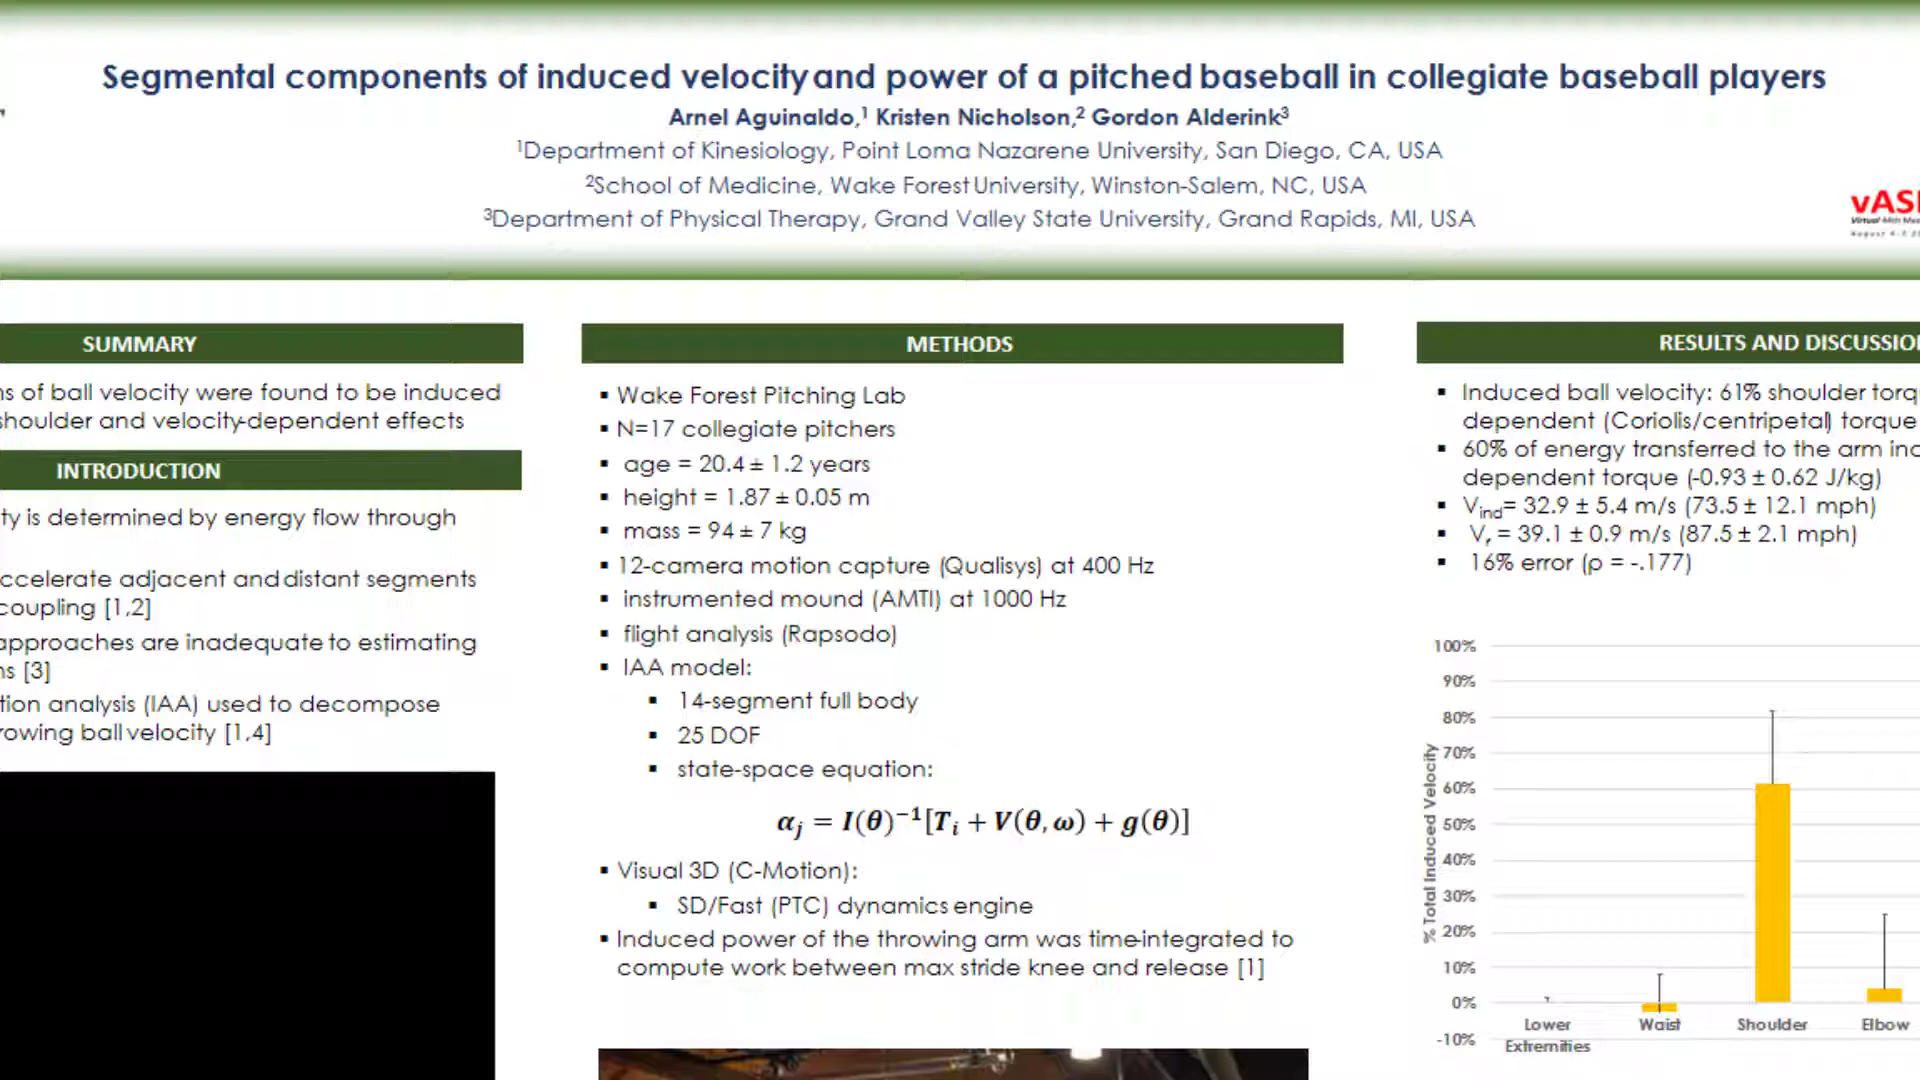 Segmental components of induced velocity and power of a pitched baseball in collegiate baseball players
Arnel Aguinaldo,¹ Kristen Nicholson,² Gordon Alderink³
¹Department of Kinesiology, Point Loma Nazarene University, San Diego, CA, USA
²School of Medicine, Wake Forest University, Winston-Salem, NC, USA
³Department of Physical Therapy, Grand Valley State University, Grand Rapids, MI, USA
SUMMARY
of ball velocity were found to be induced
shoulder and velocity-dependent effects
INTRODUCTION
is determined by energy flow through
adjacent and distant segments
coupling [1,2]
approaches are inadequate to estimating
[3]
analysis (IAA) used to decompose
ball velocity [1,4]
METHODS
▪ Wake Forest Pitching Lab
▪ N=17 collegiate pitchers
▪ age = 20.4 ± 1.2 years
▪ height = 1.87 ± 0.05 m
▪ mass = 94 ± 7 kg
▪ 12-camera motion capture (Qualisys) at 400 Hz
▪ instrumented mound (AMTI) at 1000 Hz
▪ flight analysis (Rapsodo)
▪ IAA model:
▪ 14-segment full body
▪ 25 DOF
▪ state-space equation:
αj = I(θ)⁻¹[Ti + V(θ, ω) + g(θ)]
▪ Visual 3D (C-Motion):
▪ SD/Fast (PTC) dynamics engine
▪ Induced power of the throwing arm was time-integrated to
compute work between max stride knee and release [1]
vAS
Virtual
RESULTS AND DISCUSSIO
▪ Induced ball velocity: 61% shoulder torq
dependent (Coriolis/centripetal) torque
▪ 60% of energy transferred to the arm inc
dependent torque (-0.93 ± 0.62 J/kg)
▪ Vind= 32.9 ± 5.4 m/s (73.5 ± 12.1 mph)
▪ Vr = 39.1 ± 0.9 m/s (87.5 ± 2.1 mph)
▪ 16% error (ρ = -.177)
% Total Induced Velocity
100%
90%
80%
70%
60%
50%
40%
30%
20%
10%
0%
-10%
Lower Extremities
Waist
Shoulder
Elbow